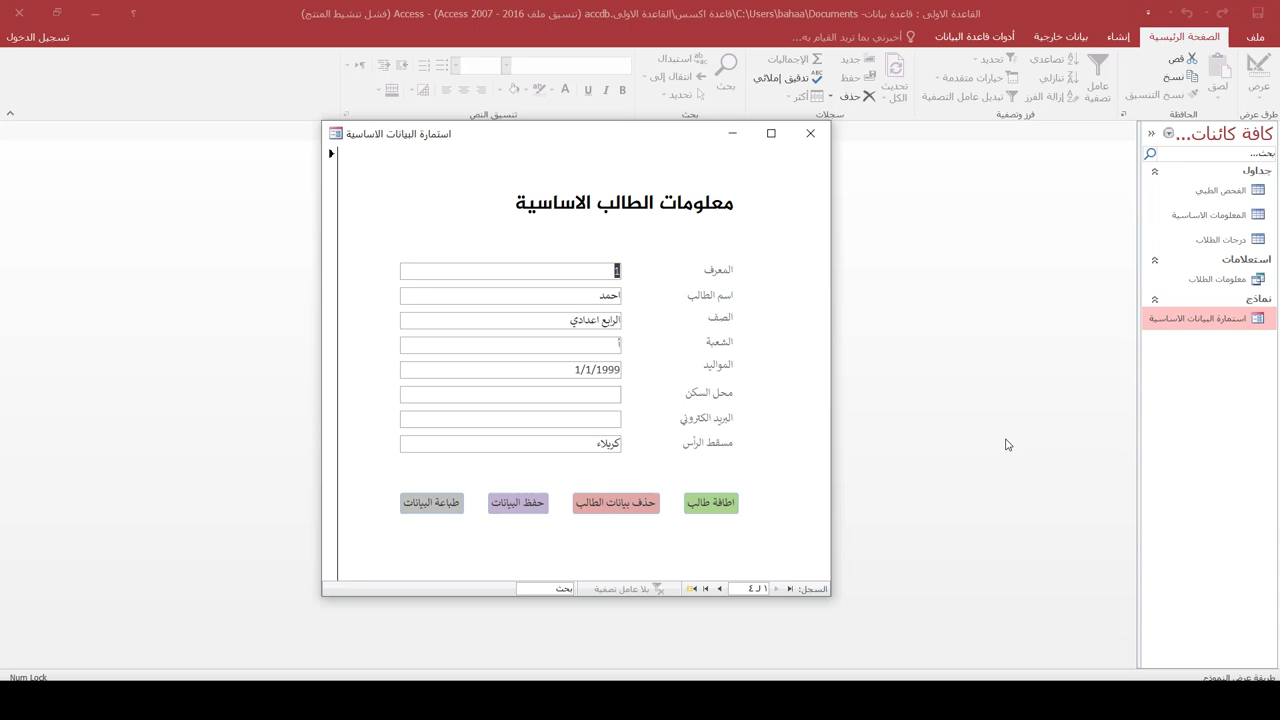 القاعدة الاولى : قاعدة بيانات- C:\Users\bahaa\Documents\قاعدة اكسس\القاعدة الاولى.accdb (تنسيق ملف Access 2007 - 2016) - Access (فشل تنشيط المنتج)
ملف
الصفحة الرئيسية
إنشاء
بيانات خارجية
أدوات قاعدة البيانات
أخبرني بما تريد القيام به...
تسجيل الدخول
عرض
لصق
قص
نسخ
نسخ التنسيق
عامل تصفية
تصاعدي
تنازلي
إزالة الفرز
تحديد
خيارات متقدمة
تبديل عامل التصفية
تحديث الكل
جديد
حفظ
حذف
الإجماليات
تدقيق إملائي
أكثر
بحث
استبدال
انتقال إلى
تحديد
B I U A
طرق عرض
الحافظة
فرز وتصفية
سجلات
بحث
تنسيق النص
كافة كائنات...
بحث...
جداول
الفحص الطبي
المعلومات الاساسية
درجات الطلاب
استعلامات
معلومات الطلاب
نماذج
استمارة البيانات الاساسية
استمارة البيانات الاساسية
معلومات الطالب الاساسية
المعرف 1
اسم الطالب احمد
الصف الرابع اعدادي
الشعبة أ
المواليد 1/1/1999
محل السكن
البريد الكتروني
مسقط الرأس كربلاء
اطافة طالب
حذف بيانات الطالب
حفظ البيانات
طباعة البيانات
السجل: ١ لـ ٤
بلا عامل تصفية
بحث
طريقة عرض النموذج
Num Lock